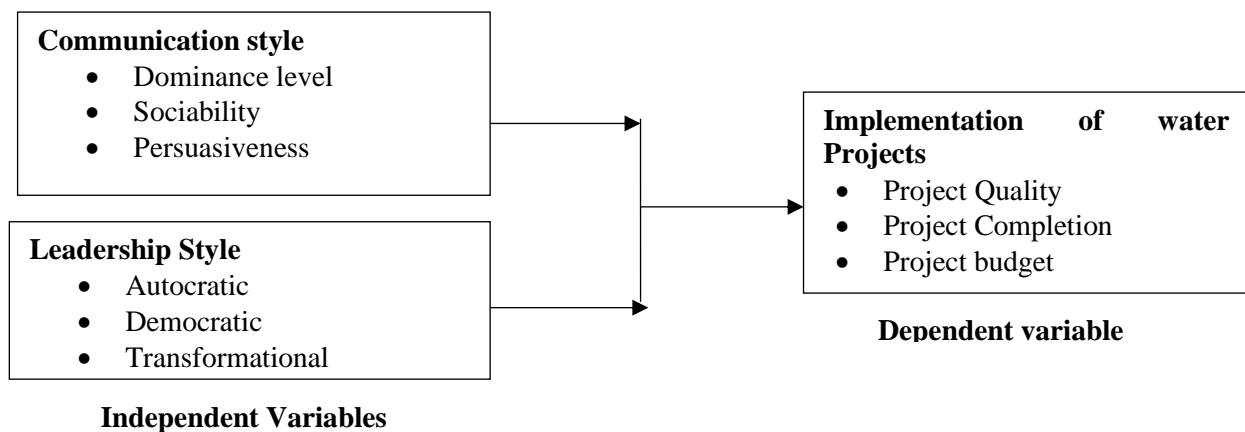 Communication style
• Dominance level
• Sociability
• Persuasiveness
Leadership Style
• Autocratic
• Democratic
• Transformational
Independent Variables
Implementation of water
Projects
• Project Quality
• Project Completion
• Project budget
Dependent variable